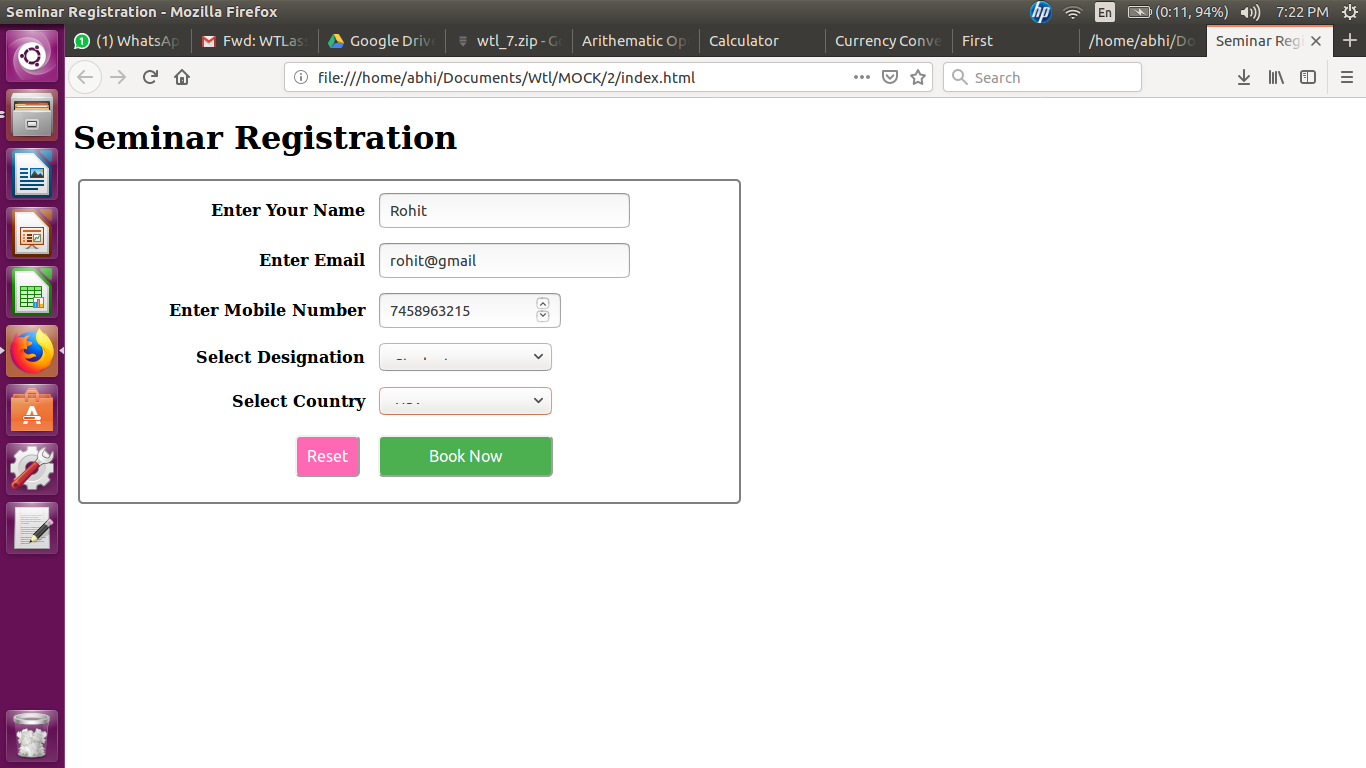 Seminar Registration - Mozilla Firefox
hp En (0:11, 94%) 7:22 PM
1 (1) WhatsAp Fwd: WTLas Google Driv wtl_7.zip - G Arithematic Op Calculator Currency Conve First /home/abhi/Do Seminar Reg
file:///home/abhi/Documents/Wtl/MOCK/2/index.html Search
Seminar Registration
Enter Your Name Rohit
Enter Email rohit@gmail
Enter Mobile Number 7458963215
Select Designation
Select Country
Reset Book Now